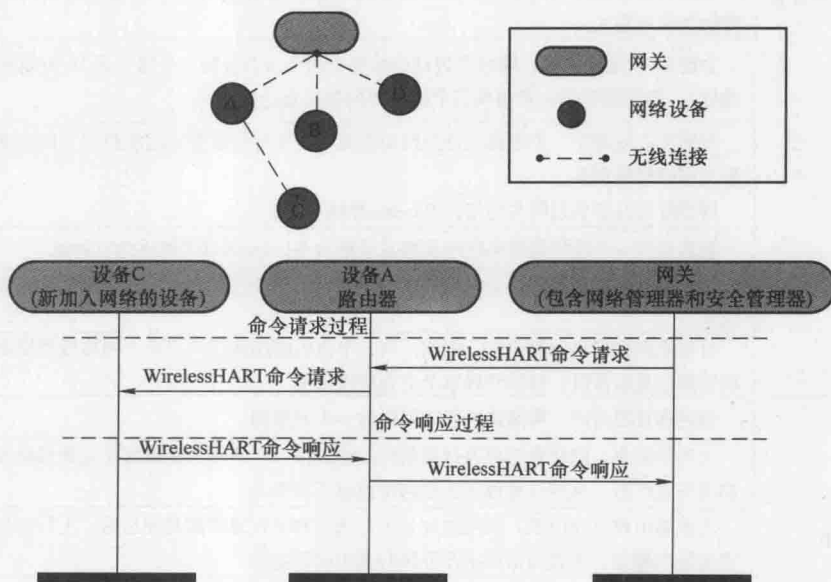 网关
A
D
B
网络设备
无线连接
C
设备C
(新加入网络的设备)
设备A
路由器
网关
(包含网络管理器和安全管理器)
命令请求过程
WirelessHART命令请求
WirelessHART命令请求
命令响应过程
WirelessHART命令响应
WirelessHART命令响应